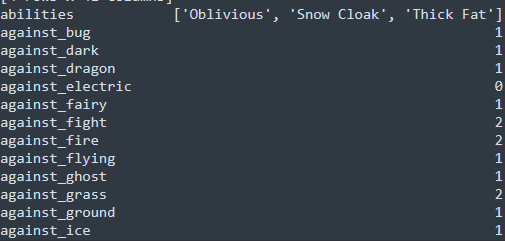 abilities ['Oblivious', 'Snow Cloak', 'Thick Fat']
against_bug 1
against_dark 1
against_dragon 1
against_electric 0
against_fairy 1
against_fight 2
against_fire 2
against_flying 1
against_ghost 1
against_grass 2
against_ground 1
against_ice 1